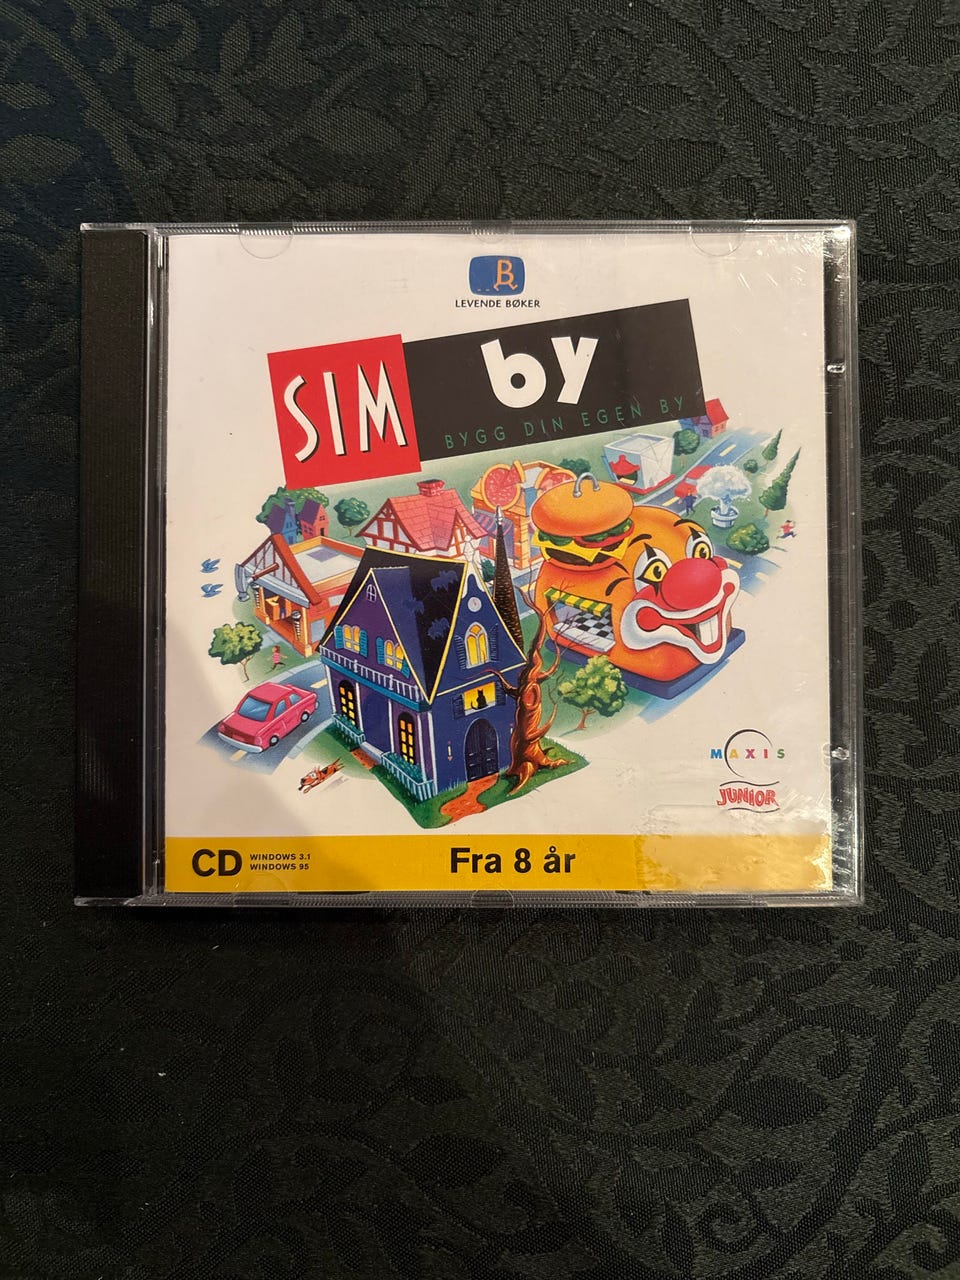 B
LEVENDE BØKER
SIM by
BYGG DIN EGEN BY
MAXIS
JUNIOR
CD WINDOWS 3.1
WINDOWS 95
Fra 8 år